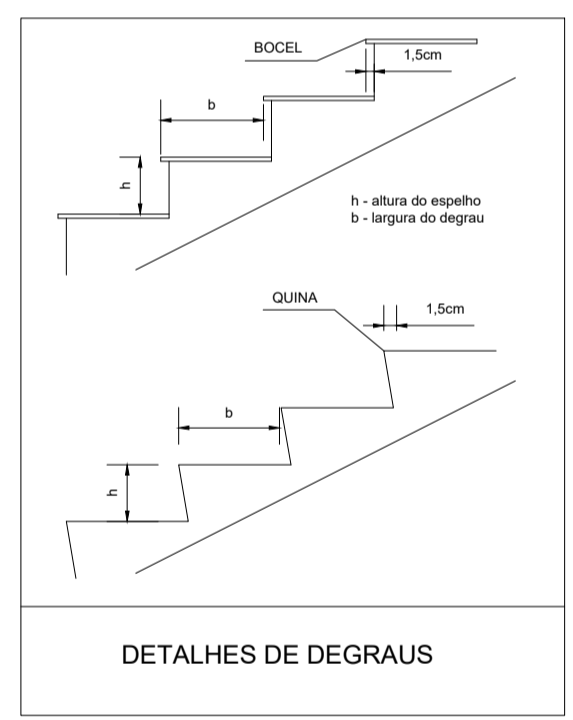 BOCEL
1,5cm
b
h
h - altura do espelho
b - largura do degrau
QUINA
1,5cm
b
h
DETALHES DE DEGRAUS